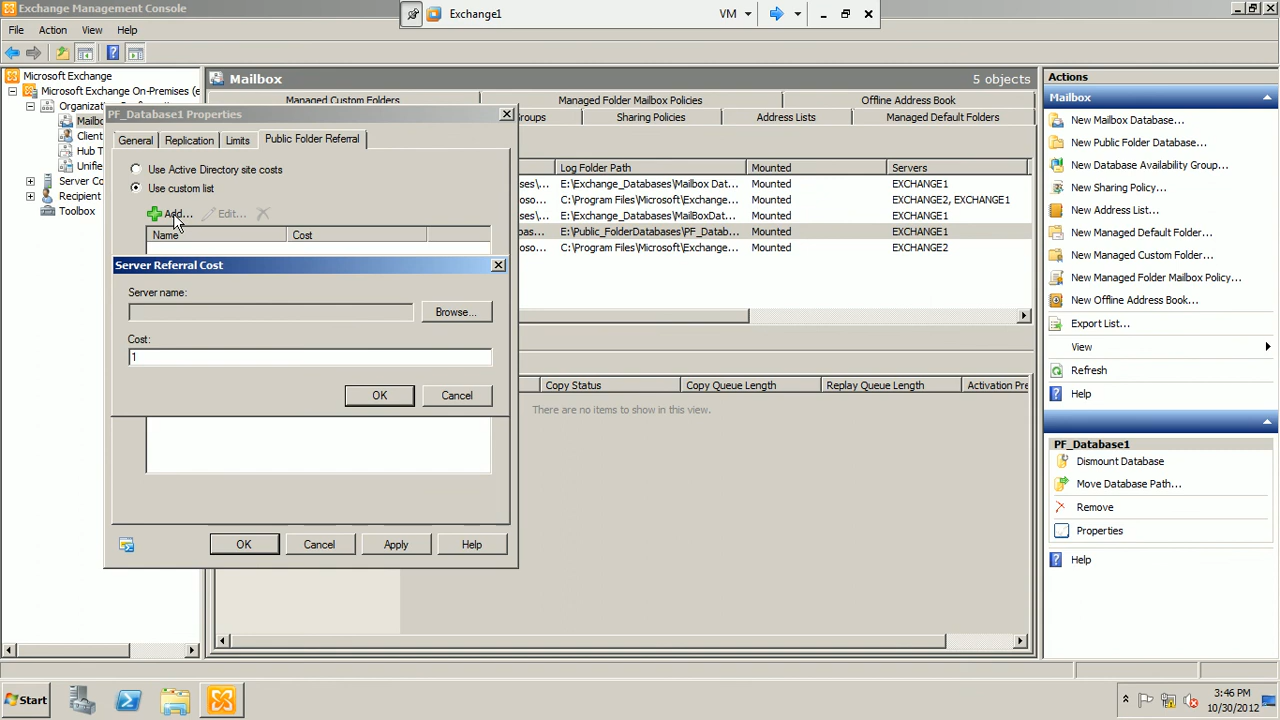 Exchange Management Console
Exchange1
VM
File Action View Help
Microsoft Exchange
Microsoft Exchange On-Premises (e
Mailbox
5 objects
Actions
Managed Custom Folders
Managed Folder Mailbox Policies
Offline Address Book
Sharing Policies
Address Lists
Managed Default Folders
Mailbox
New Mailbox Database...
New Public Folder Database...
New Database Availability Group...
New Sharing Policy...
New Address List...
New Managed Default Folder...
New Managed Custom Folder...
New Managed Folder Mailbox Policy...
New Offline Address Book...
Export List...
View
Refresh
Help
PF_Database1
Dismount Database
Move Database Path...
Remove
Properties
Help
Client
Hub T
Unifie
Server Co
Recipient
Toolbox
PF_Database1 Properties
General Replication Limits Public Folder Referral
Use Active Directory site costs
Use custom list
Add... Edit...
Name Cost
Server Referral Cost
Server name:
Browse...
Cost:
1
OK Cancel
OK Cancel Apply Help
Log Folder Path Mounted Servers
E:\Exchange_Databases\Mailbox Dat... Mounted EXCHANGE1
C:\Program Files\Microsoft\Exchange... Mounted EXCHANGE2, EXCHANGE1
E:\Exchange_Databases\MailboxDat... Mounted EXCHANGE1
E:\Public_FolderDatabases\PF_Datab... Mounted EXCHANGE1
C:\Program Files\Microsoft\Exchange... Mounted EXCHANGE2
Copy Status Copy Queue Length Replay Queue Length Activation Pre
There are no items to show in this view.
Start
3:46 PM
10/30/2012